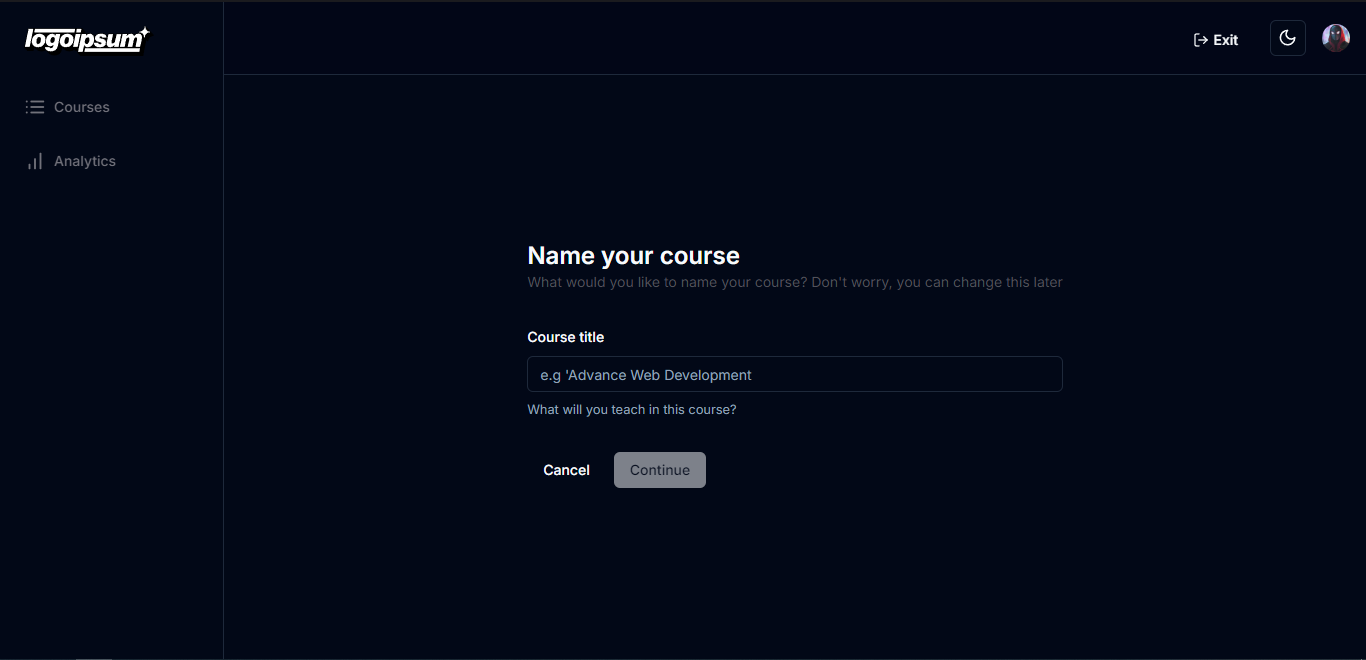 logoipsum
Exit
Courses
Analytics
Name your course
What would you like to name your course? Don't worry, you can change this later
Course title
e.g 'Advance Web Development
What will you teach in this course?
Cancel
Continue